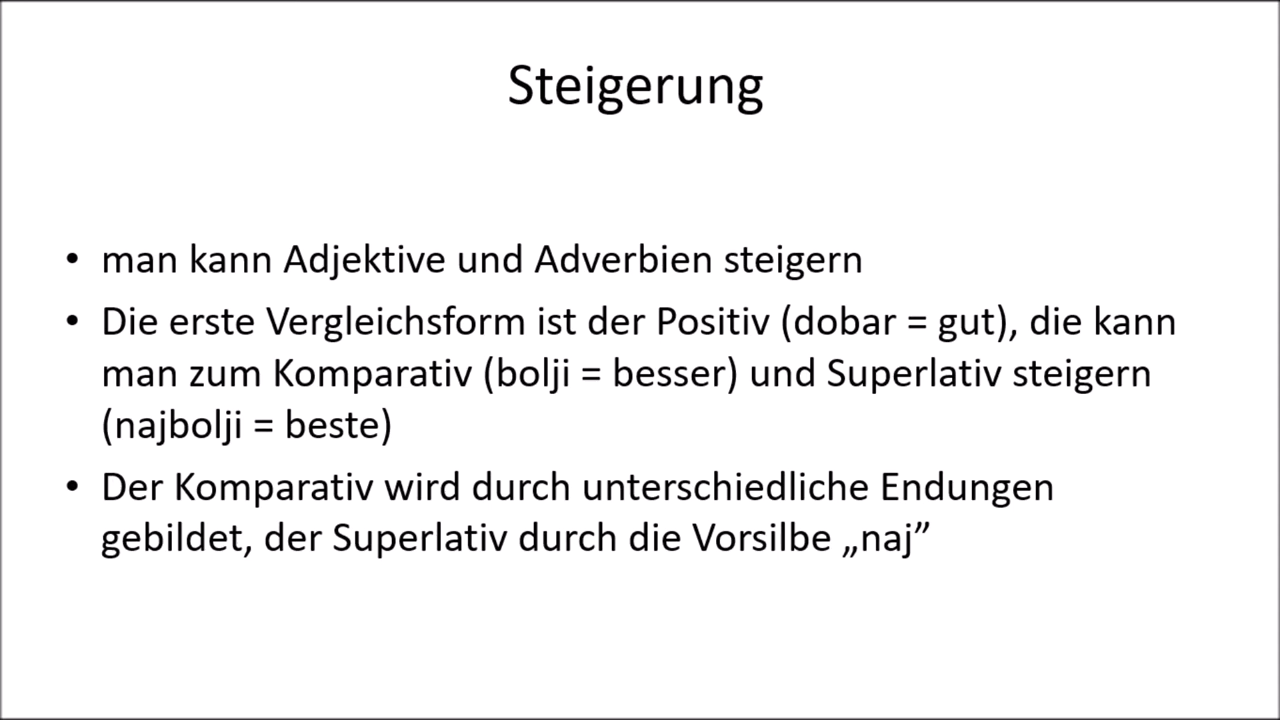 Steigerung
• man kann Adjektive und Adverbien steigern
• Die erste Vergleichsform ist der Positiv (dobar = gut), die kann
man zum Komparativ (bolji = besser) und Superlativ steigern
(najbolji = beste)
• Der Komparativ wird durch unterschiedliche Endungen
gebildet, der Superlativ durch die Vorsilbe „naj”